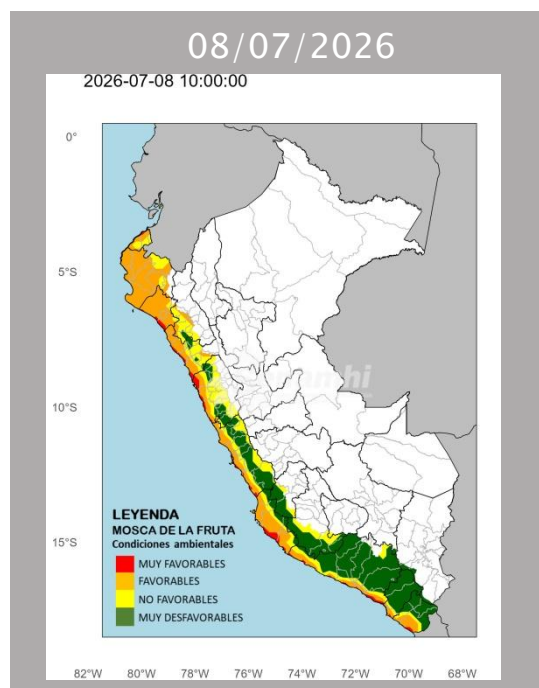 08/07/2026
2026-07-08 10:00:00
0°
5°S
10°S
15°S
LEYENDA
MOSCA DE LA FRUTA
Condiciones ambientales
MUY FAVORABLES
FAVORABLES
NO FAVORABLES
MUY DESFAVORABLES
82°W 80°W 78°W 76°W 74°W 72°W 70°W 68°W